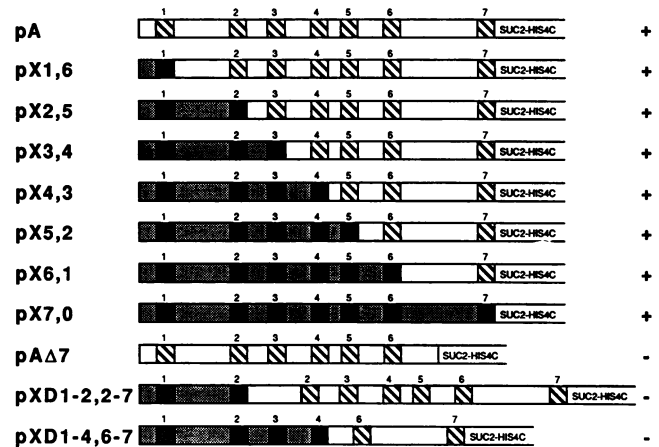 1 2 3 4 5 6 7
pA SUC2-HIS4C +
1 2 3 4 5 6 7
pX1,6 SUC2-HIS4C +
1 2 3 4 5 6 7
pX2,5 SUC2-HIS4C +
1 2 3 4 5 6 7
pX3,4 SUC2-HIS4C +
1 2 3 4 5 6 7
pX4,3 SUC2-HIS4C +
1 2 3 4 5 6 7
pX5,2 SUC2-HIS4C +
1 2 3 4 5 6 7
pX6,1 SUC2-HIS4C +
1 2 3 4 5 6 7
pX7,0 SUC2-HIS4C +
1 2 3 4 5 6
pAΔ7 SUC2-HIS4C -
1 2 2 3 4 5 6 7
pXD1-2,2-7 SUC2-HIS4C -
1 2 3 4 6 7
pXD1-4,6-7 SUC2-HIS4C -